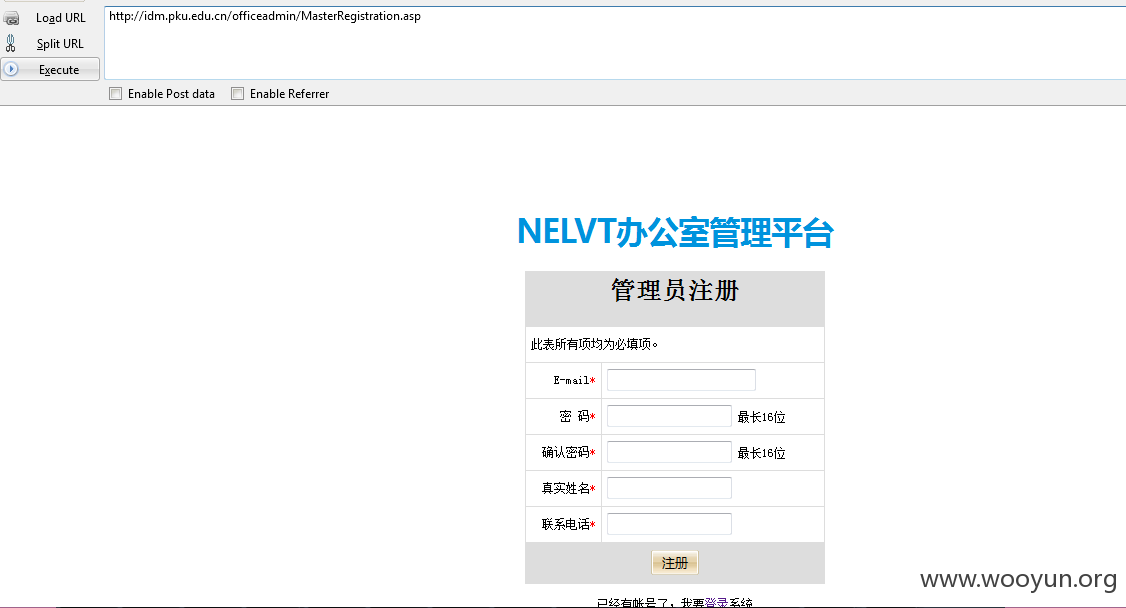 Load URL
http://idm.pku.edu.cn/officeadmin/MasterRegistration.asp
Split URL
Execute
Enable Post data Enable Referrer
NELVT办公室管理平台
管理员注册
此表所有项均为必填项。
E-mail*
密 码* 最长16位
确认密码* 最长16位
真实姓名*
联系电话*
注册
www.wooyun.org
已经有帐号了，我要登录系统